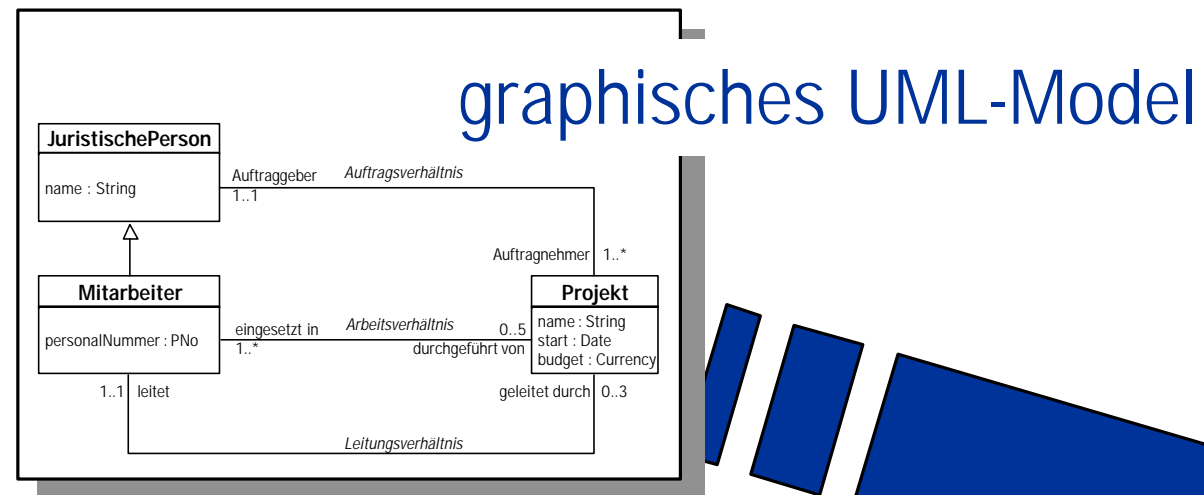 graphisches UML-Model
JuristischePerson
name : String
Auftraggeber
1..1
Auftragsverhältnis
Auftragnehmer 1..*
Mitarbeiter
personalNummer : PNo
eingesetzt in
1..*
Arbeitsverhältnis
0..5
durchgeführt von
Projekt
name : String
start : Date
budget : Currency
1..1 leitet
geleitet durch 0..3
Leitungsverhältnis